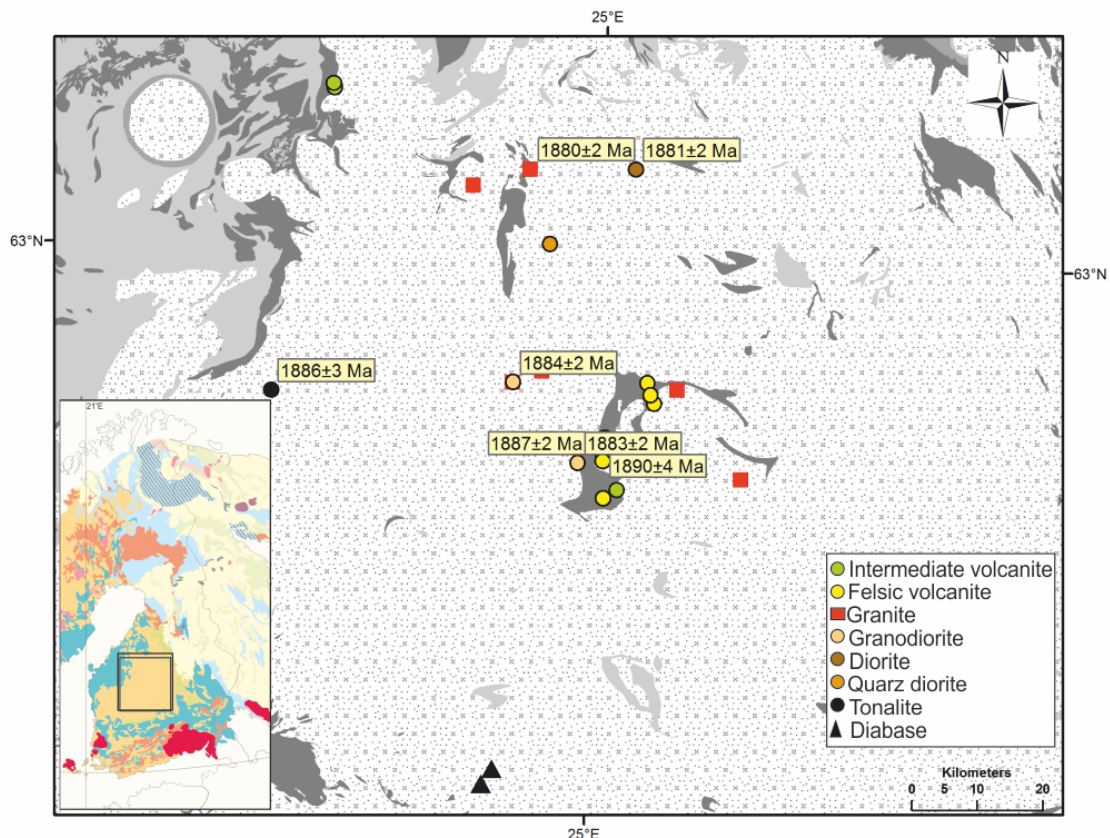 25°E
N
1880±2 Ma
1881±2 Ma
63°N
63°N
1884±2 Ma
1886±3 Ma
21°E
1887±2 Ma
1883±2 Ma
1890±4 Ma
Intermediate volcanite
Felsic volcanite
Granite
Granodiorite
Diorite
Quarz diorite
Tonalite
Diabase
Kilometers
0 5 10 20
25°E